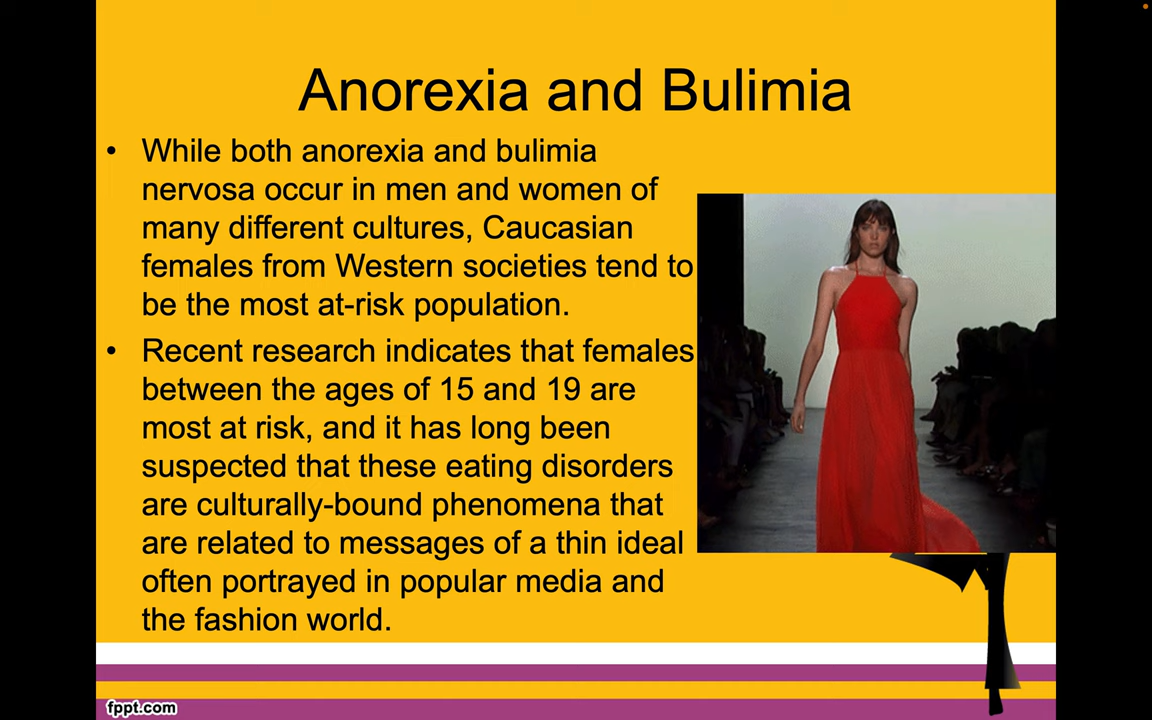 Anorexia and Bulimia
• While both anorexia and bulimia
nervosa occur in men and women of
many different cultures, Caucasian
females from Western societies tend to
be the most at-risk population.
• Recent research indicates that females
between the ages of 15 and 19 are
most at risk, and it has long been
suspected that these eating disorders
are culturally-bound phenomena that
are related to messages of a thin ideal
often portrayed in popular media and
the fashion world.
fppt.com